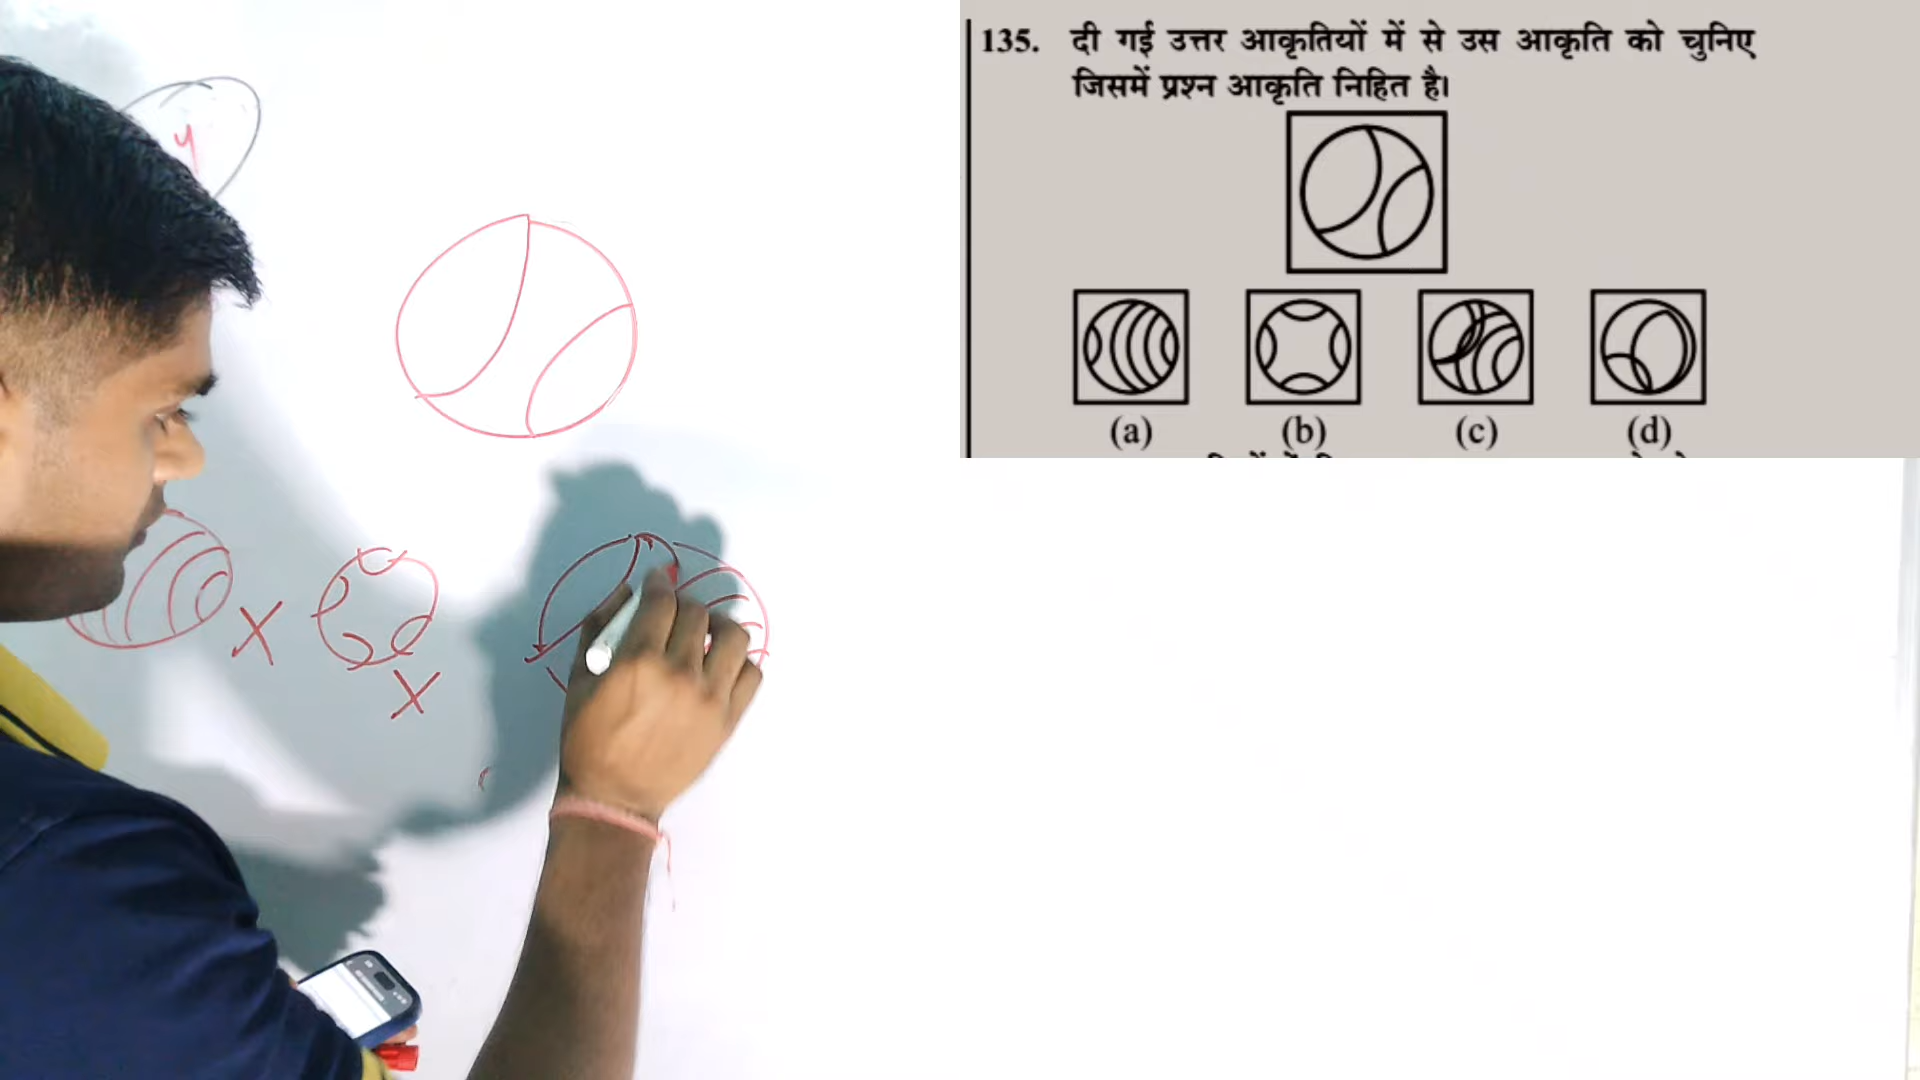 y
135. दी गई उत्तर आकृतियों में से उस आकृति को चुनिए
जिसमें प्रश्न आकृति निहित है।
(a) (b) (c) (d)
X
X